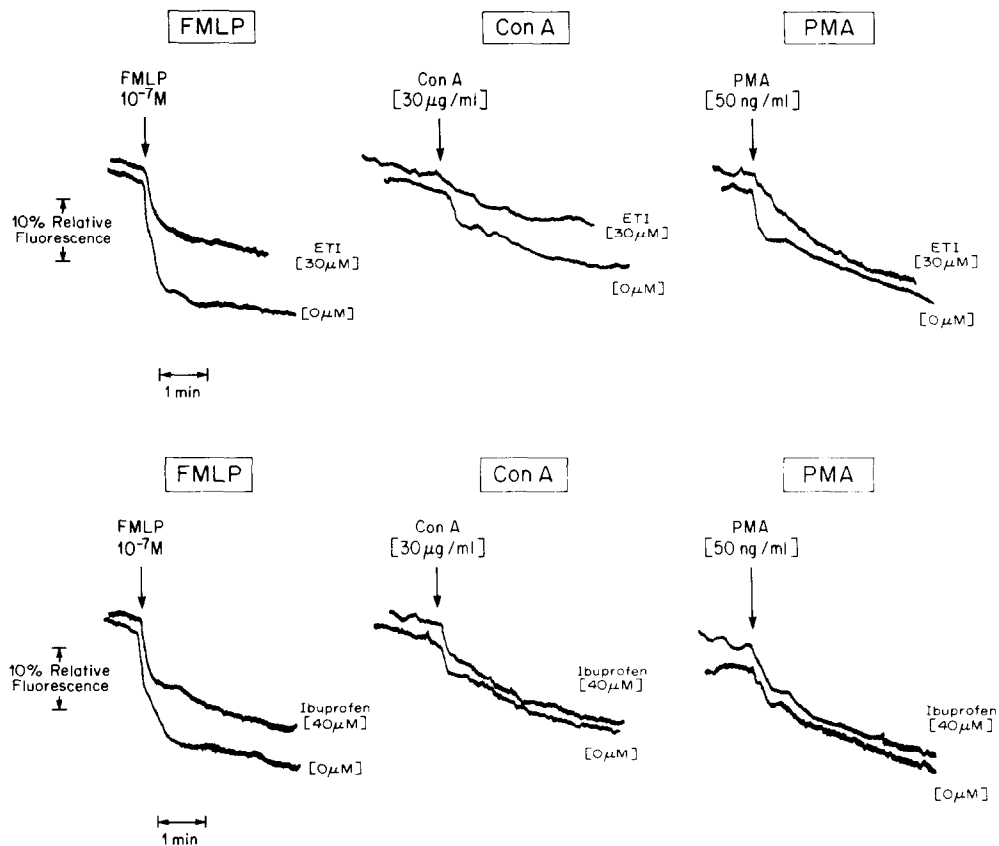 FMLP
Con A
PMA
FMLP
10⁻⁷M
Con A
[30μg/ml]
PMA
[50 ng/ml]
10% Relative
Fluorescence
ETI
[30μM]
[0μM]
ETI
[30μM]
[0μM]
ETI
[30μM]
[0μM]
1 min
FMLP
Con A
PMA
FMLP
10⁻⁷M
Con A
[30μg/ml]
PMA
[50 ng/ml]
10% Relative
Fluorescence
Ibuprofen
[40μM]
[0μM]
Ibuprofen
[40μM]
[0μM]
Ibuprofen
[40μM]
[0μM]
1 min